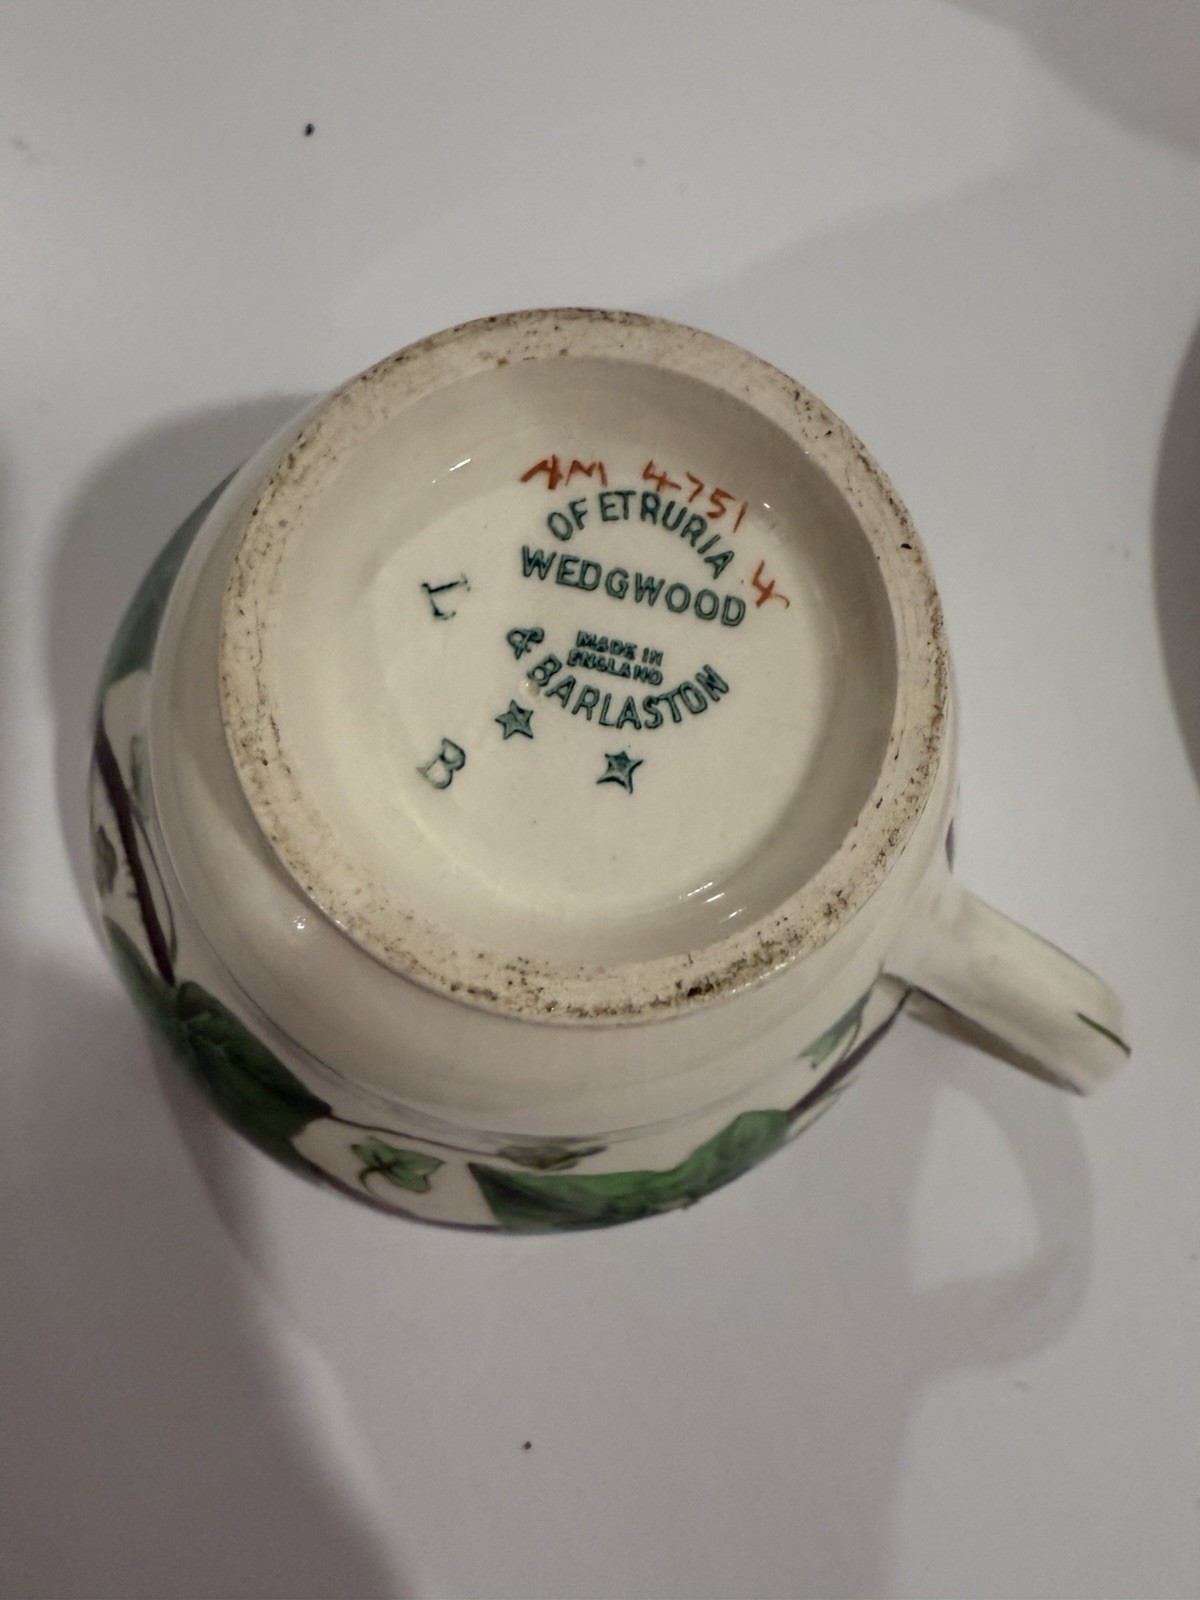 AM 4751
4
OF ETRURIA
WEDGWOOD
MADE IN
ENGLAND
& BARLASTON
L
B